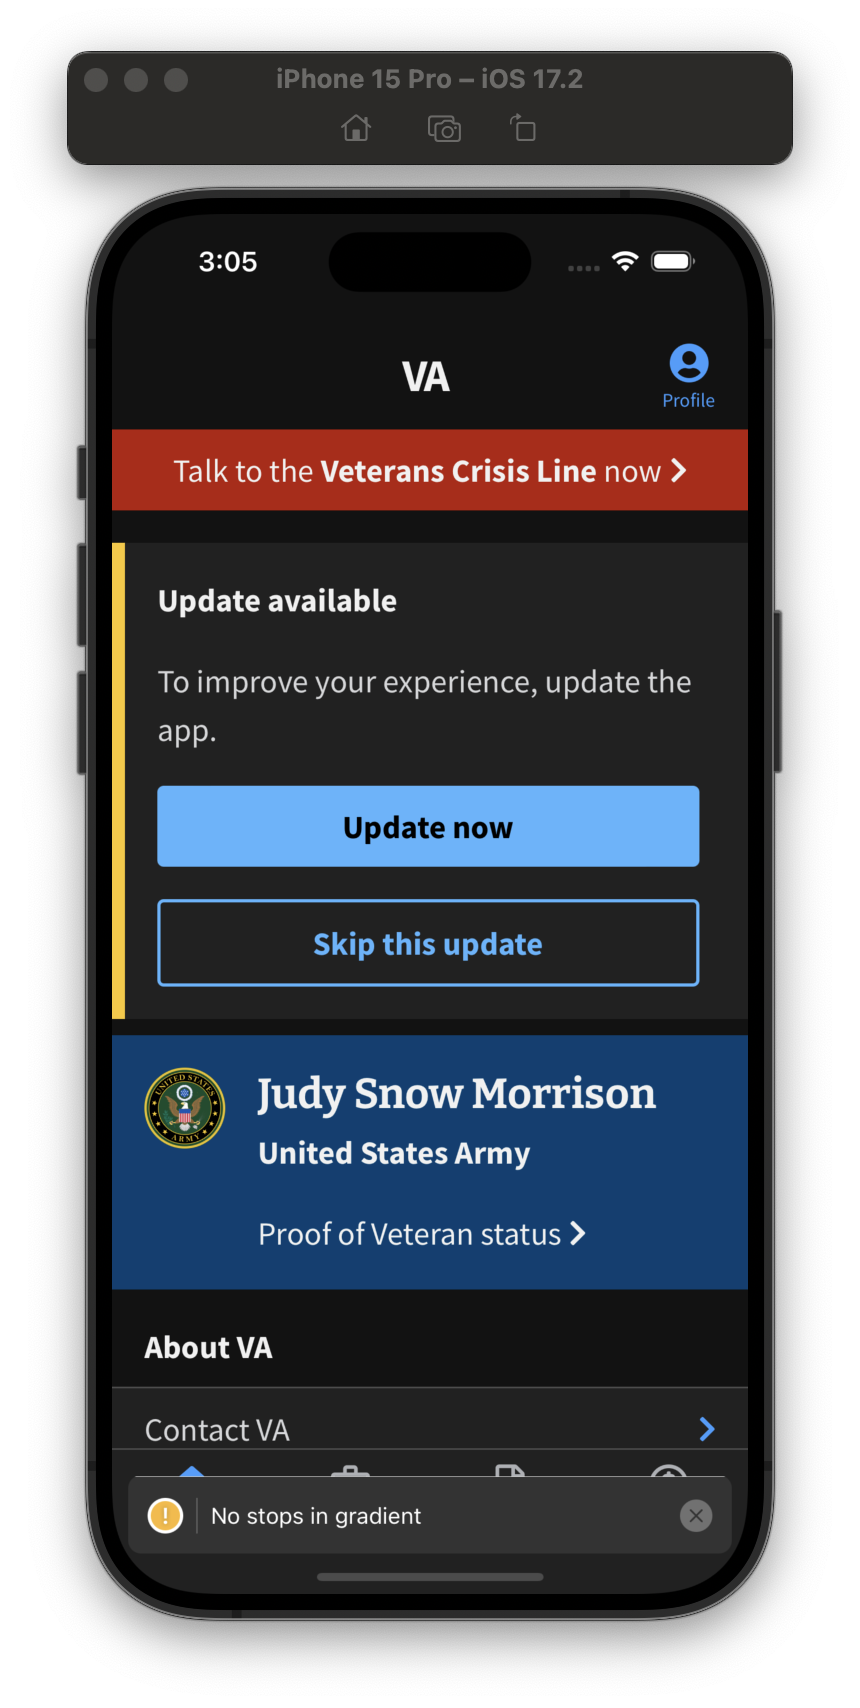 iPhone 15 Pro – iOS 17.2
3:05
VA
Profile
Talk to the Veterans Crisis Line now
Update available
To improve your experience, update the
app.
Update now
Skip this update
UNITED STATES
ARMY
Judy Snow Morrison
United States Army
Proof of Veteran status
About VA
Contact VA
! No stops in gradient